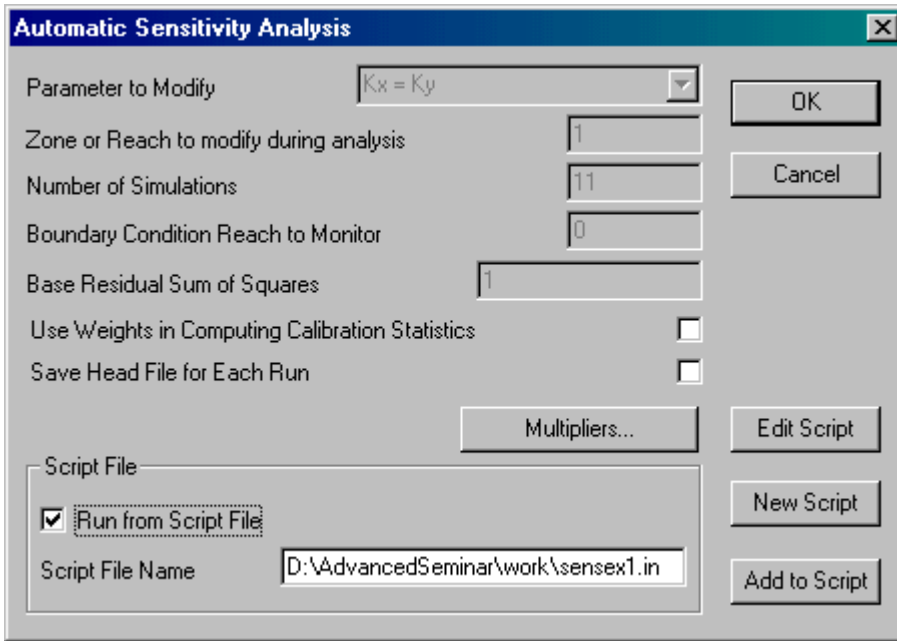 Automatic Sensitivity Analysis
Parameter to Modify Kx = Ky
OK
Zone or Reach to modify during analysis 1
Number of Simulations 11
Cancel
Boundary Condition Reach to Monitor 0
Base Residual Sum of Squares 1
Use Weights in Computing Calibration Statistics
Save Head File for Each Run
Multipliers... Edit Script
Script File
Run from Script File
New Script
Script File Name D:\AdvancedSeminar\work\sensex1.in
Add to Script